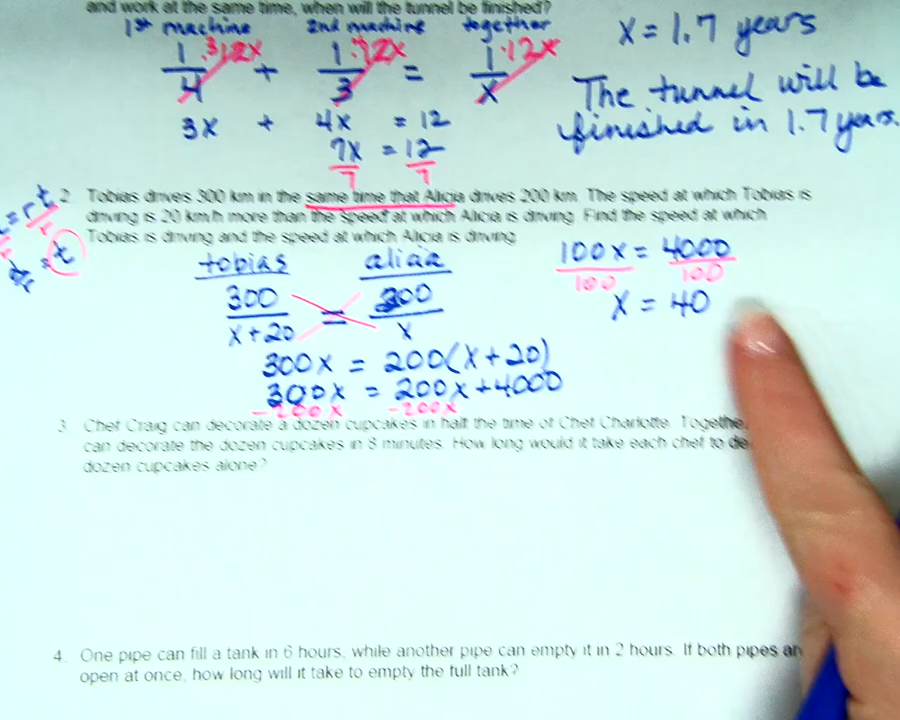 and work at the same time, when will the tunnel be finished?
1st machine 2nd machine together
1/4 · 3 12x + 1/3 · 12x = 1/x · 12x
3x + 4x = 12
7x = 12
7 7
x = 1.7 years
The tunnel will be
finished in 1.7 years.
2. Tobias drives 300 km in the same time that Alicia drives 200 km. The speed at which Tobias is
driving is 20 km/h more than the speed at which Alicia is driving. Find the speed at which
Tobias is driving and the speed at which Alicia is driving.
tobias alicia
300/x+20 = 200/x
300x = 200(x+20)
300x = 200x+4000
-200x -200x
100x = 4000
100 100
x = 40
3. Chef Craig can decorate a dozen cupcakes in half the time of Chef Charlotte.
can decorate the dozen cupcakes in 8 minutes. How long would it take each chef to
dozen cupcakes alone?
4. One pipe can fill a tank in 6 hours, while another pipe can empty it in 2 hours. If both pipes
open at once, how long will it take to empty the full tank?